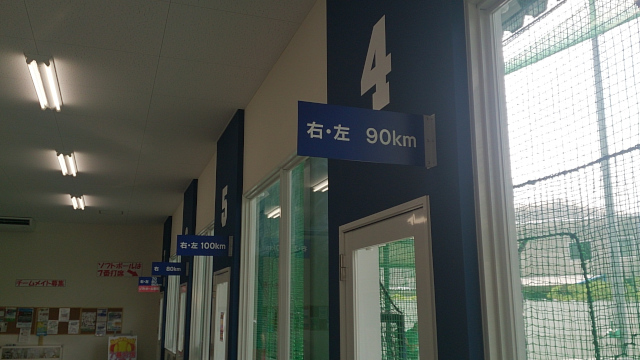 4
右・左 90km
5
右・左 100km
右・左 80km
ソフトボールは
7番打席
チームメイト募集